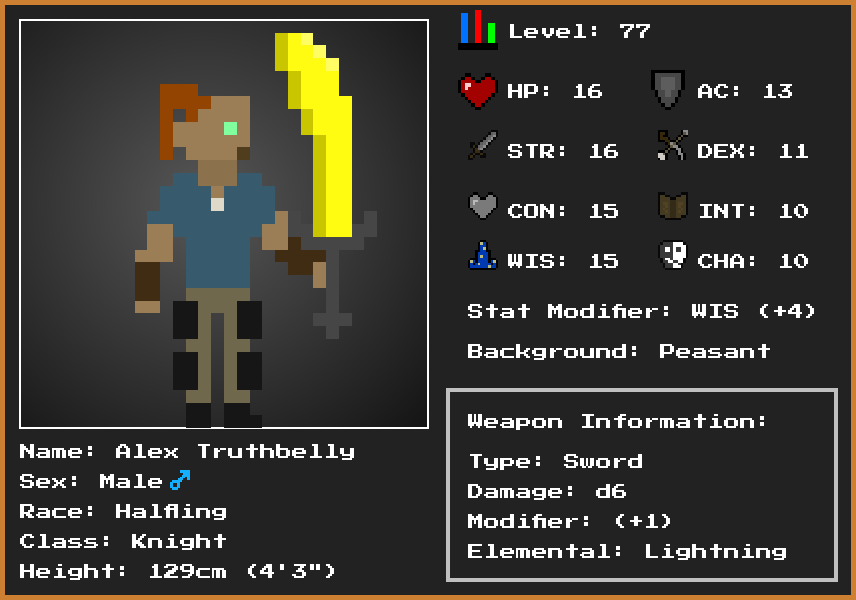 Level: 77
HP: 16 AC: 13
STR: 16 DEX: 11
CON: 15 INT: 10
WIS: 15 CHA: 10
Stat Modifier: WIS (+4)
Background: Peasant
Name: Alex Truthbelly
Sex: Male ♂
Race: Halfling
Class: Knight
Height: 129cm (4'3")
Weapon Information:
Type: Sword
Damage: d6
Modifier: (+1)
Elemental: Lightning